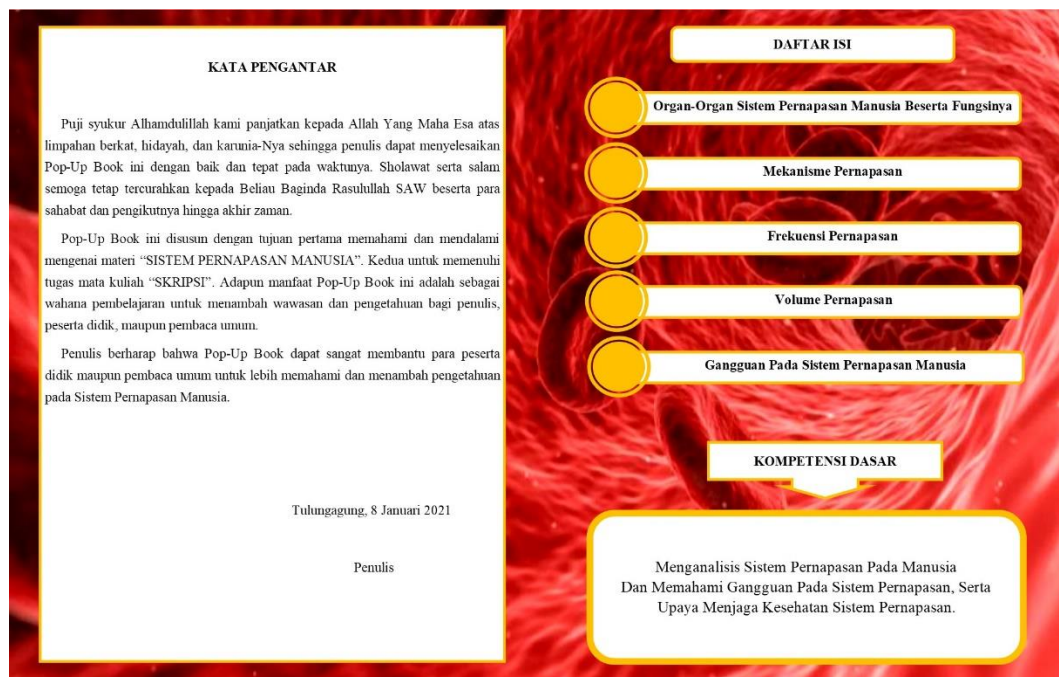 KATA PENGANTAR
Puji syukur Alhamdulillah kami panjatkan kepada Allah Yang Maha Esa atas
limpahan berkat, hidayah, dan karunia-Nya sehingga penulis dapat menyelesaikan
Pop-Up Book ini dengan baik dan tepat pada waktunya. Sholawat serta salam
semoga tetap tercurahkan kepada Beliau Baginda Rasulullah SAW beserta para
sahabat dan pengikutnya hingga akhir zaman.
Pop-Up Book ini disusun dengan tujuan pertama memahami dan mendalami
mengenai materi “SISTEM PERNAPASAN MANUSIA”. Kedua untuk memenuhi
tugas mata kuliah “SKRIPSI”. Adapun manfaat Pop-Up Book ini adalah sebagai
wahana pembelajaran untuk menambah wawasan dan pengetahuan bagi penulis,
peserta didik, maupun pembaca umum.
Penulis berharap bahwa Pop-Up Book dapat sangat membantu para peserta
didik maupun pembaca umum untuk lebih memahami dan menambah pengetahuan
pada Sistem Pernapasan Manusia.
Tulungagung, 8 Januari 2021
Penulis
DAFTAR ISI
Organ-Organ Sistem Pernapasan Manusia Beserta Fungsinya
Mekanisme Pernapasan
Frekuensi Pernapasan
Volume Pernapasan
Gangguan Pada Sistem Pernapasan Manusia
KOMPETENSI DASAR
Menganalisis Sistem Pernapasan Pada Manusia
Dan Memahami Gangguan Pada Sistem Pernapasan, Serta
Upaya Menjaga Kesehatan Sistem Pernapasan.